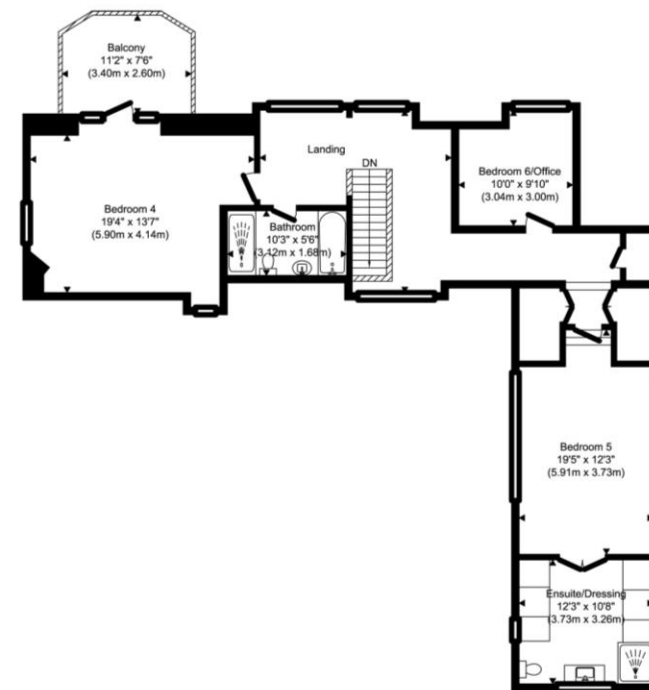 Balcony
11'2" x 7'6"
(3.40m x 2.60m)
Landing
DN
Bedroom 6/Office
10'0" x 9'10"
(3.04m x 3.00m)
Bedroom 4
19'4" x 13'7"
(5.90m x 4.14m)
Bathroom
10'3" x 5'6"
(3.12m x 1.68m)
Bedroom 5
19'5" x 12'3"
(5.91m x 3.73m)
Ensuite/Dressing
12'3" x 10'8"
(3.73m x 3.26m)